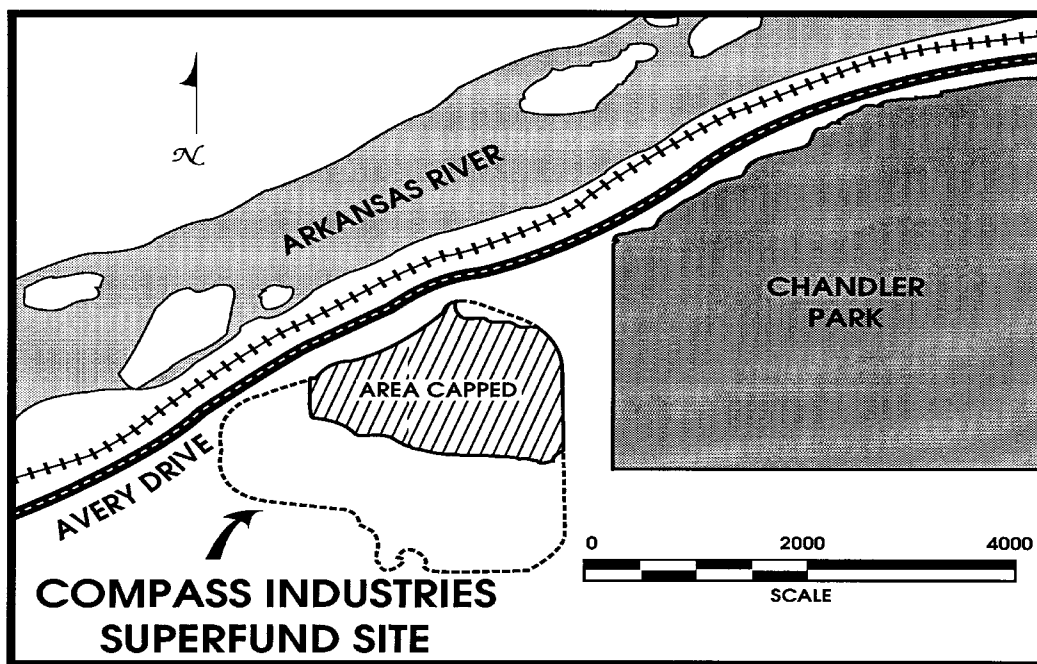 N
ARKANSAS RIVER
CHANDLER
PARK
AREA CAPPED
AVERY DRIVE
0 2000 4000
SCALE
COMPASS INDUSTRIES
SUPERFUND SITE